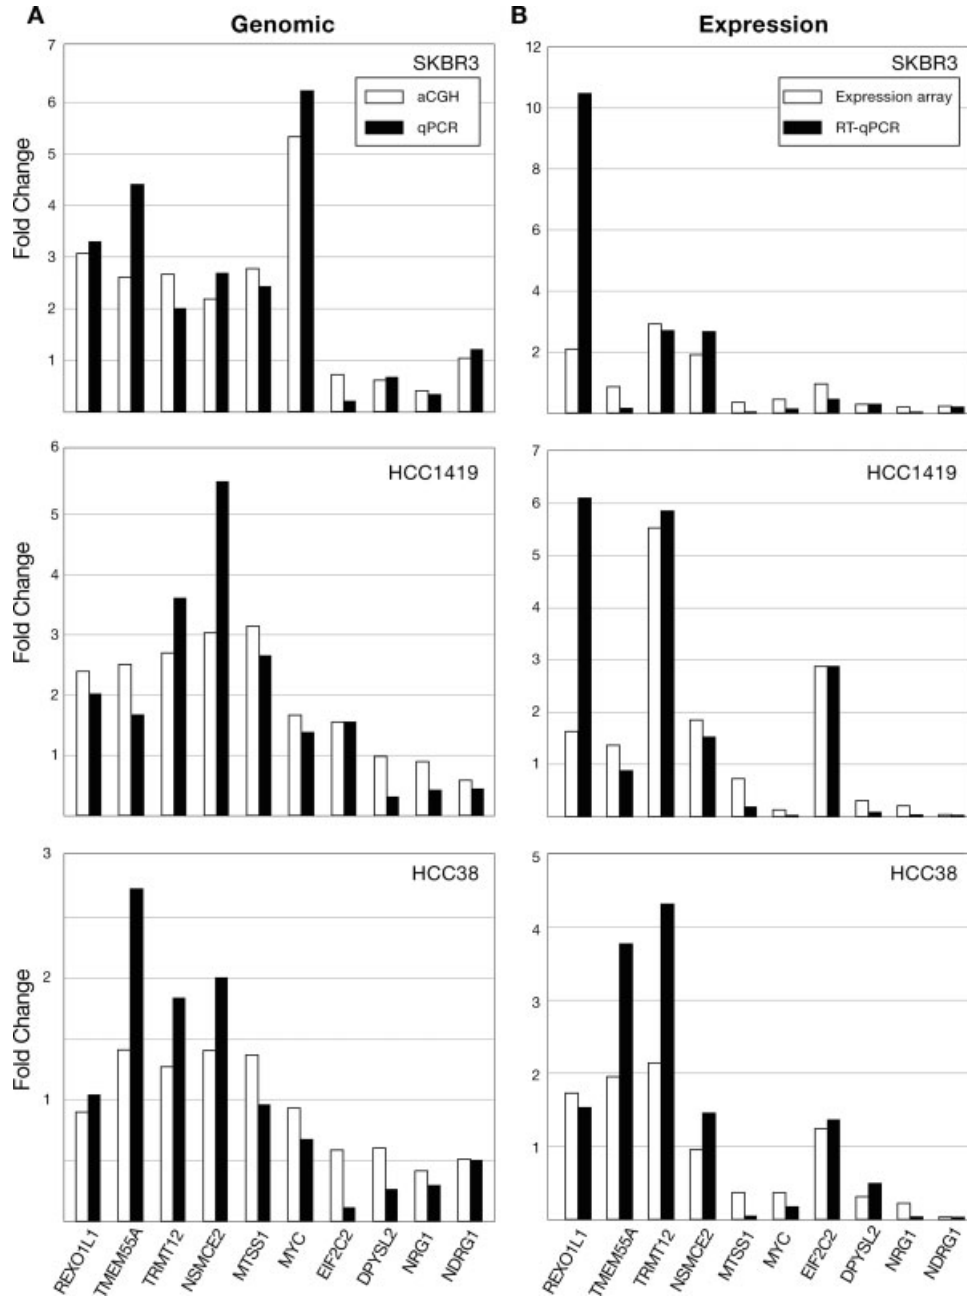 A
Genomic
B
Expression
7
6
5
4
3
2
1
Fold Change
SKBR3
aCGH
qPCR
12
10
8
6
4
2
SKBR3
Expression array
RT-qPCR
6
5
4
3
2
1
Fold Change
HCC1419
7
6
5
4
3
2
1
HCC1419
3
2
1
Fold Change
HCC38
5
4
3
2
1
HCC38
REXO1L1
TMEM55A
TRMT12
NSMCE2
MTSS1
MYC
EIF2C2
DPYSL2
NRG1
NDRG1
REXO1L1
TMEM55A
TRMT12
NSMCE2
MTSS1
MYC
EIF2C2
DPYSL2
NRG1
NDRG1